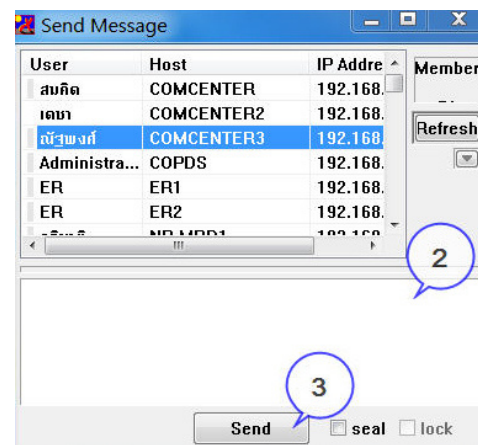 Send Message
User Host IP Addre Member
สมคิด COMCENTER 192.168.
เดชา COMCENTER2 192.168.
ณัฐพงศ์ COMCENTER3 192.168. Refresh
Administra... COPDS 192.168.
ER ER1 192.168.
ER ER2 192.168.
2
3
Send seal lock